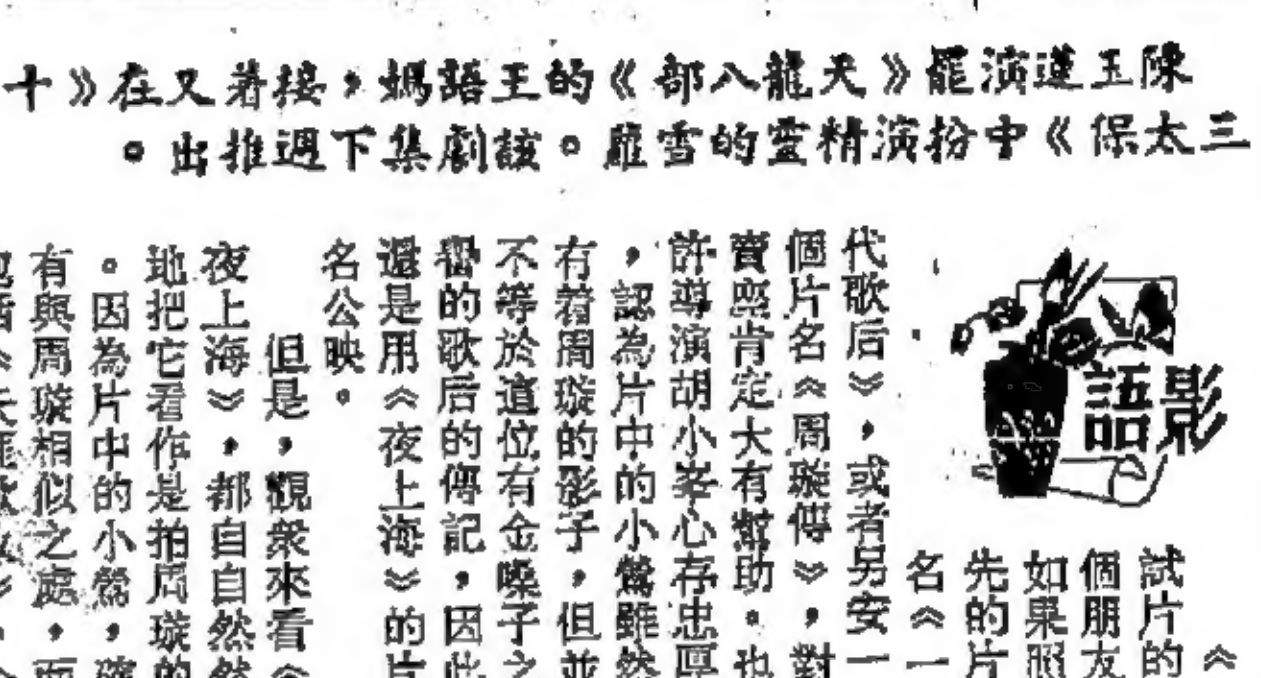 陳玉蓮演罷《天龍八部》的王語嫣,接着又在《十
三太保》中扮演精靈的雪。該劇集下週推出。
影語
《
試片的
個朋友
如果照
先的片
名《一
代歌后》,或者另安一
個片名《周璇傳》,對
賣座肯定大有幫助。也
許導演胡小峯心存忠厚
,認為片中的小鶯雖然
有着周璇的影子,但並
不等於這位有金嗓子之
譽的歌后的傳記,因此
還是用《夜上海》的片
名公映。
但是,觀衆來看《
夜上海》,都自自然然
地把它看作是拍周璇的
。因為片中的小鶯,確
有與周璇相似之處,而